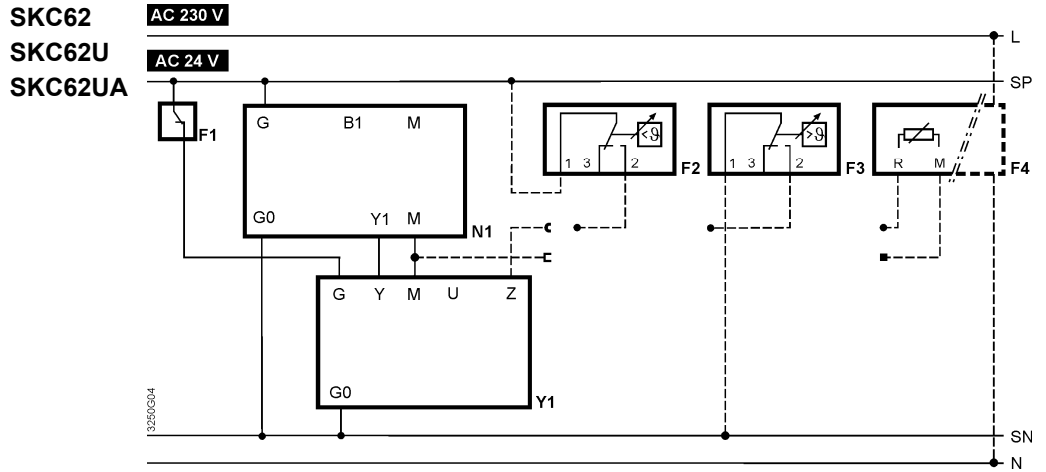 SKC62
SKC62U
SKC62UA
AC 230 V
L
AC 24 V
SP
F1
G B1 M
G0 Y1 M
N1
1 3 2
<ϑ
F2
1 3 2
>ϑ
F3
R M
F4
G Y M U Z
G0
Y1
3250G04
SN
N